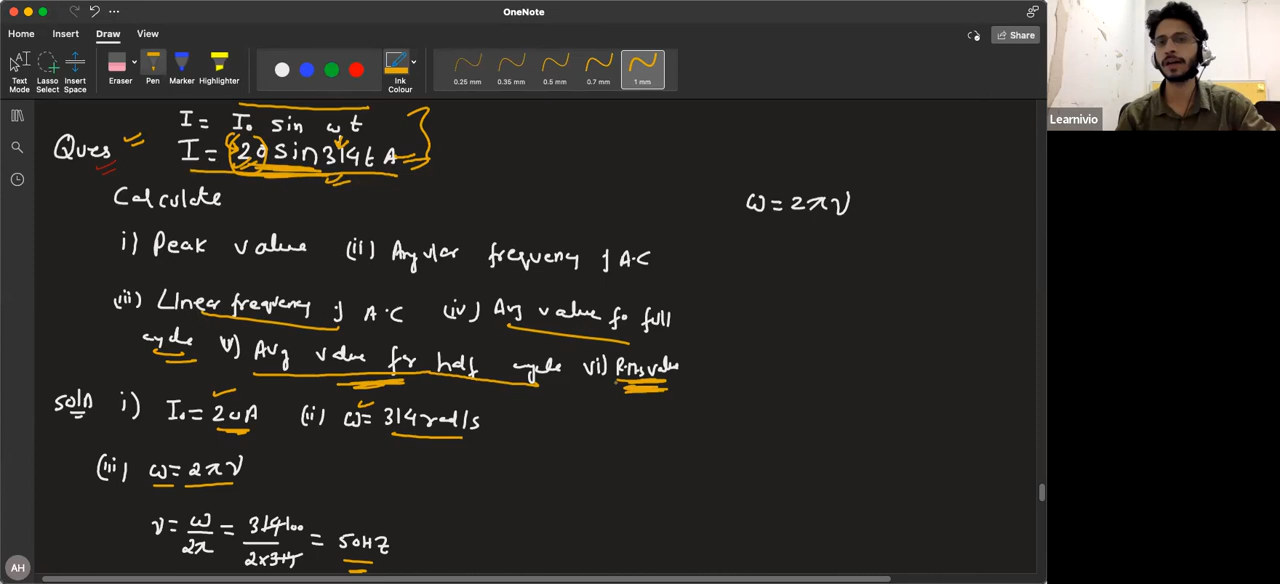 OneNote
Home Insert Draw View
Share
Text Mode Lasso Select Insert Space Eraser Pen Marker Highlighter Ink Colour 0.25 mm 0.35 mm 0.5 mm 0.7 mm 1 mm
Learnivio
I = I₀ sin ωt
Ques I = 20 sin 314t A
Calculate
ω = 2πν
i) Peak value (ii) Angular frequency of A.C
(iii) Linear frequency of A.C (iv) Avg value fo full
cycle v) Avg value for half cycle vi) R.m.s value
Soln i) I₀ = 20A (ii) ω = 314 rad/s
(iii) ω = 2πν
ν = ω/2π = 314 100/2×3.14 = 50HZ
AH